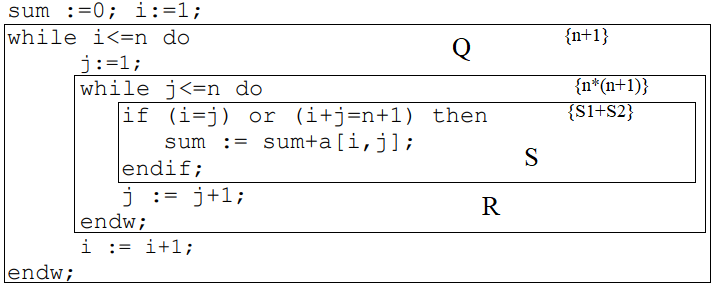 sum :=0; i:=1;
while i<=n do Q {n+1}
j:=1;
while j<=n do {n*(n+1)}
if (i=j) or (i+j=n+1) then {S1+S2}
sum := sum+a[i,j];
endif; S
j := j+1;
endw; R
i := i+1;
endw;